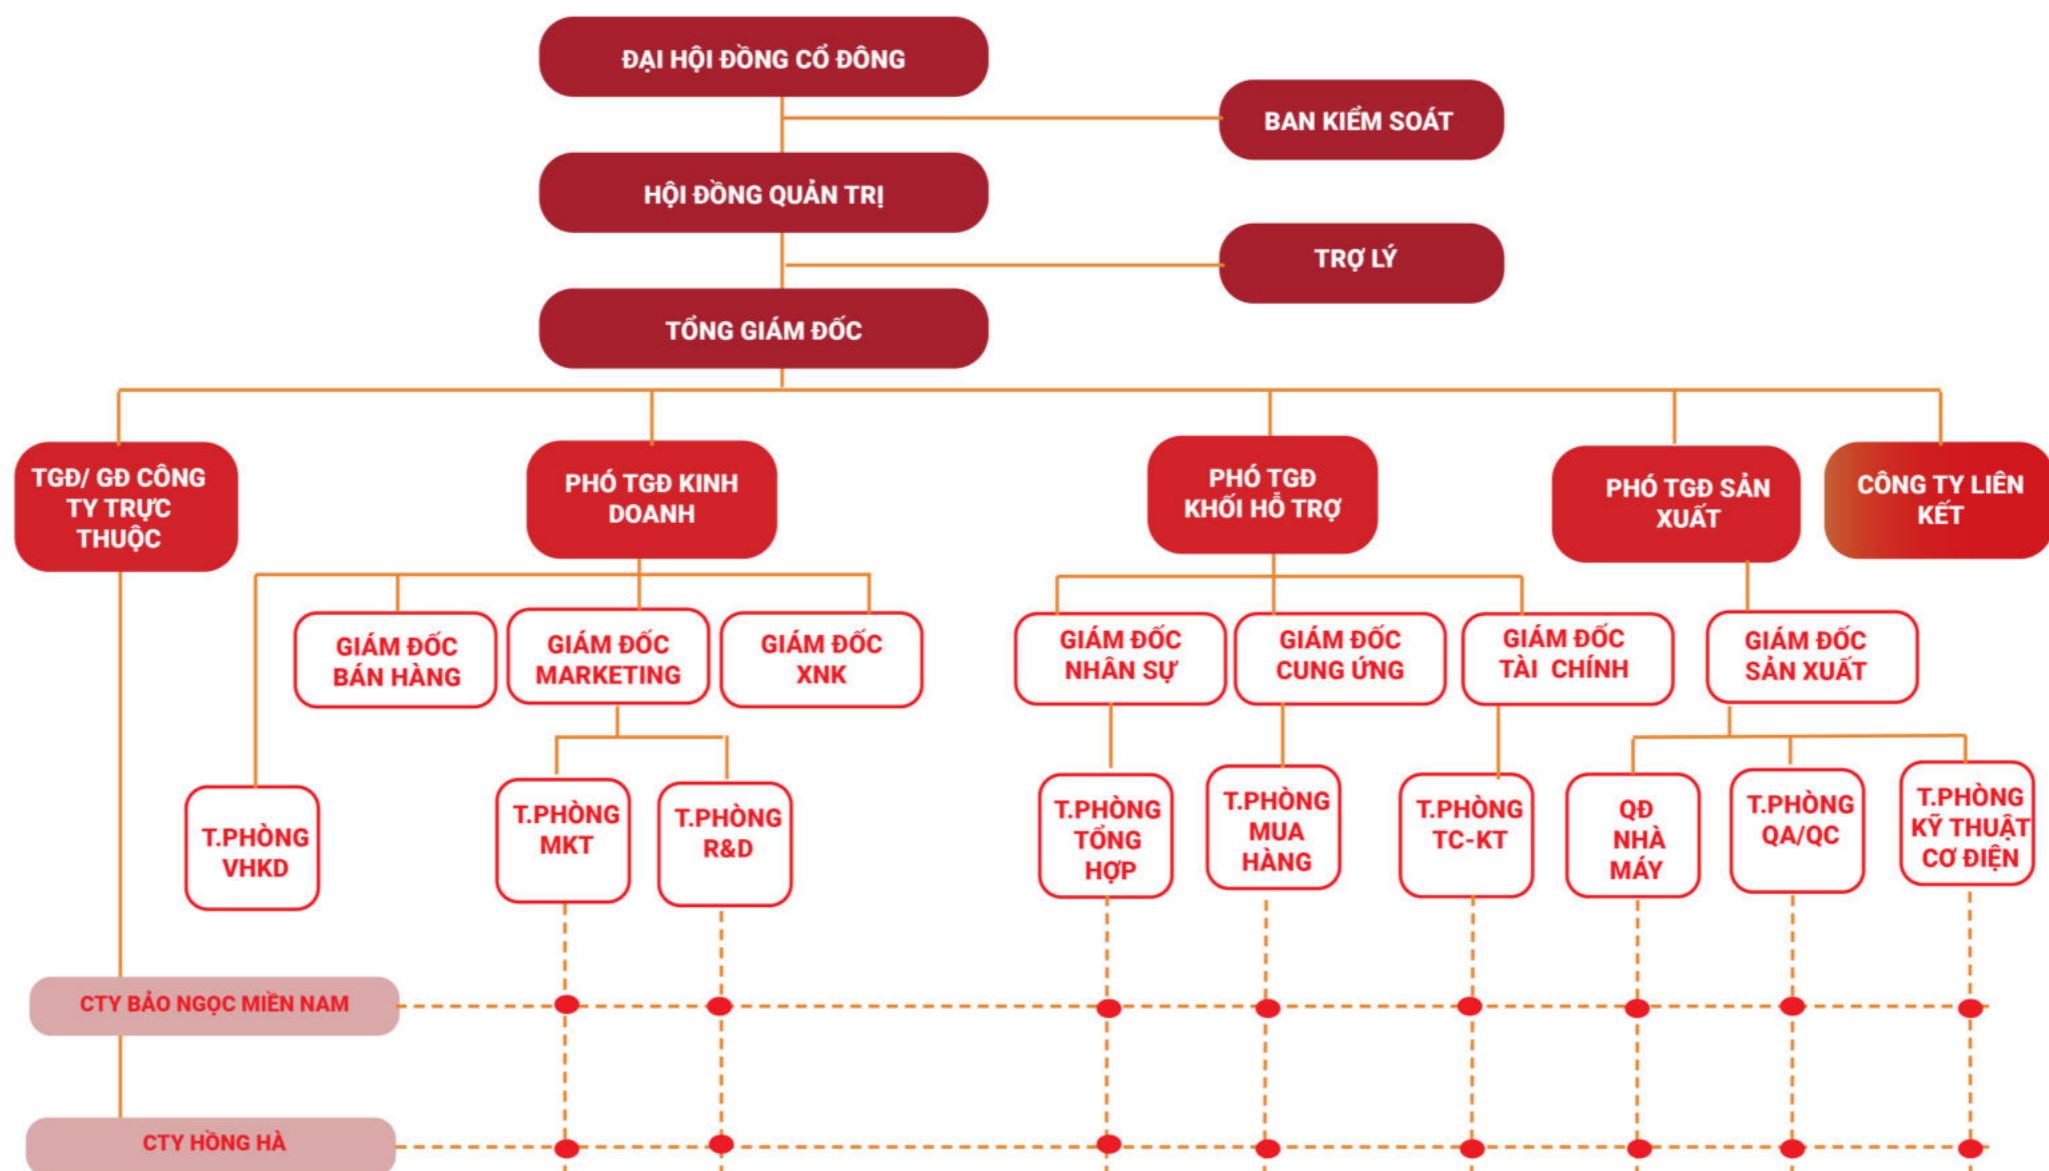 ĐẠI HỘI ĐỒNG CỔ ĐÔNG
BAN KIỂM SOÁT
HỘI ĐỒNG QUẢN TRỊ
TRỢ LÝ
TỔNG GIÁM ĐỐC
TGĐ/ GĐ CÔNG
TY TRỰC
THUỘC
PHÓ TGĐ KINH
DOANH
PHÓ TGĐ
KHỐI HỖ TRỢ
PHÓ TGĐ SẢN
XUẤT
CÔNG TY LIÊN
KẾT
GIÁM ĐỐC
BÁN HÀNG
GIÁM ĐỐC
MARKETING
GIÁM ĐỐC
XNK
GIÁM ĐỐC
NHÂN SỰ
GIÁM ĐỐC
CUNG ỨNG
GIÁM ĐỐC
TÀI CHÍNH
GIÁM ĐỐC
SẢN XUẤT
T.PHÒNG
VHKD
T.PHÒNG
MKT
T.PHÒNG
R&D
T.PHÒNG
TỔNG
HỢP
T.PHÒNG
MUA
HÀNG
T.PHÒNG
TC-KT
QĐ
NHÀ
MÁY
T.PHÒNG
QA/QC
T.PHÒNG
KỸ THUẬT
CƠ ĐIỆN
CTY BẢO NGỌC MIỀN NAM
CTY HỒNG HÀ